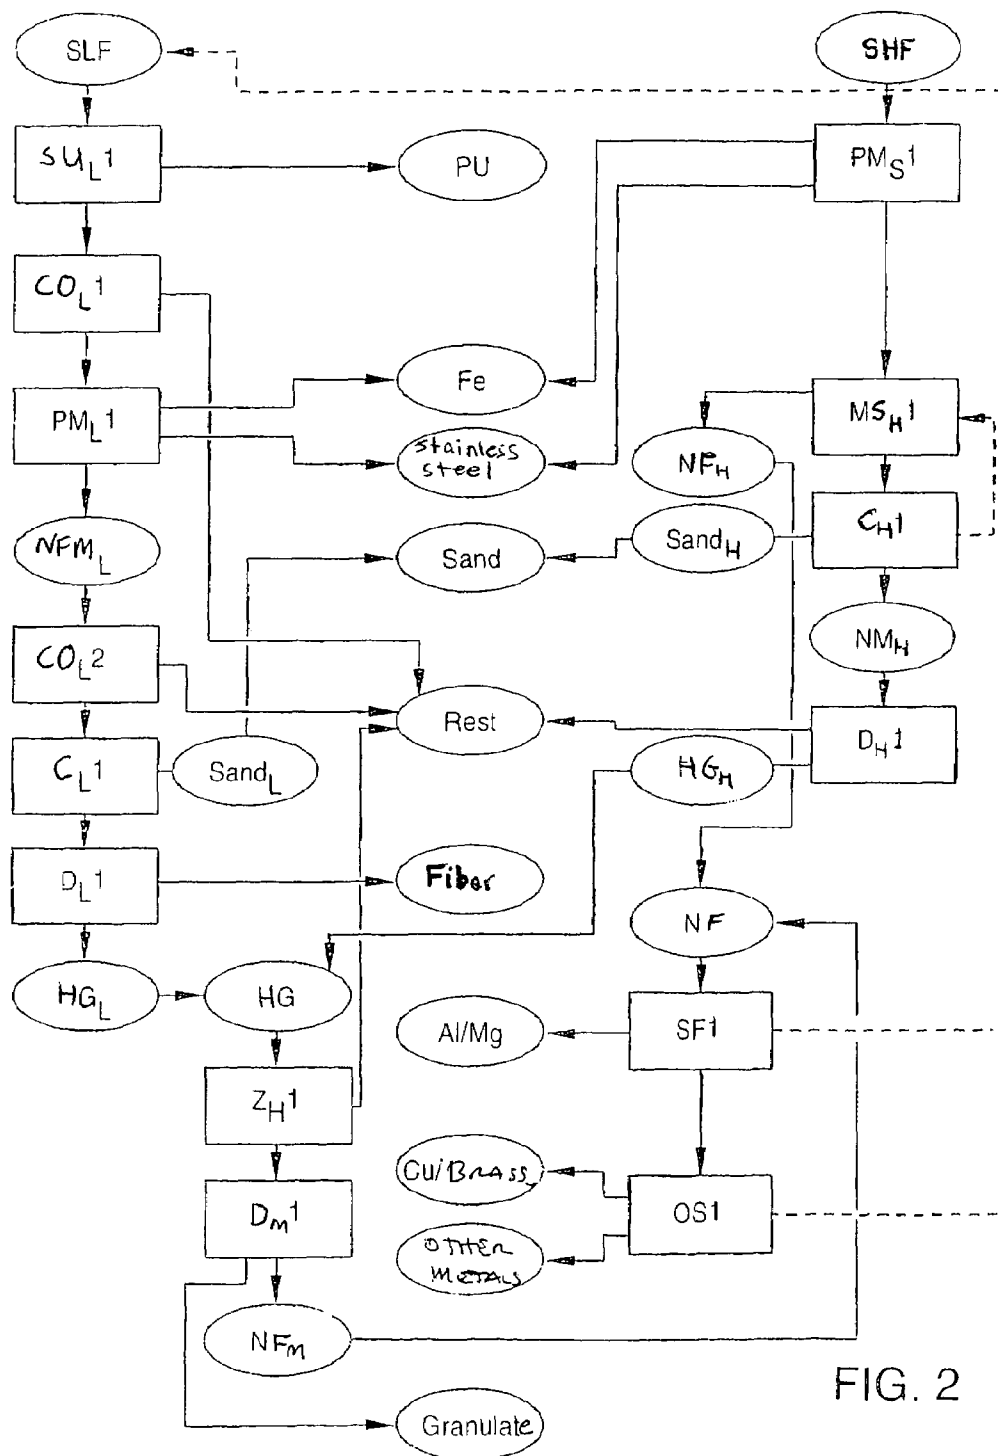 SLF
SHF
SU_L1
PU
PM_S1
CO_L1
Fe
PM_L1
MS_H1
stainless
steel
NF_H
C_H1
NFM_L
Sand
Sand_H
NM_H
CO_L2
Rest
D_H1
C_L1
Sand_L
HG_H
D_L1
Fiber
NF
HG_L
HG
Al/Mg
SF1
Z_H1
Cu/BRASS
OS1
D_M1
OTHER
METALS
NF_M
FIG. 2
Granulate